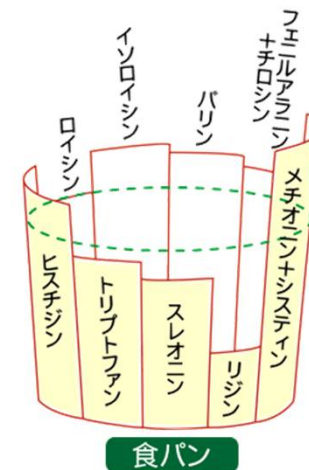 ロイシン
イソロイシン
バリン
フェニルアラニン
+チロシン
ヒスチジン
トリプトファン
スレオニン
リジン
メチオニン+システィン
食パン